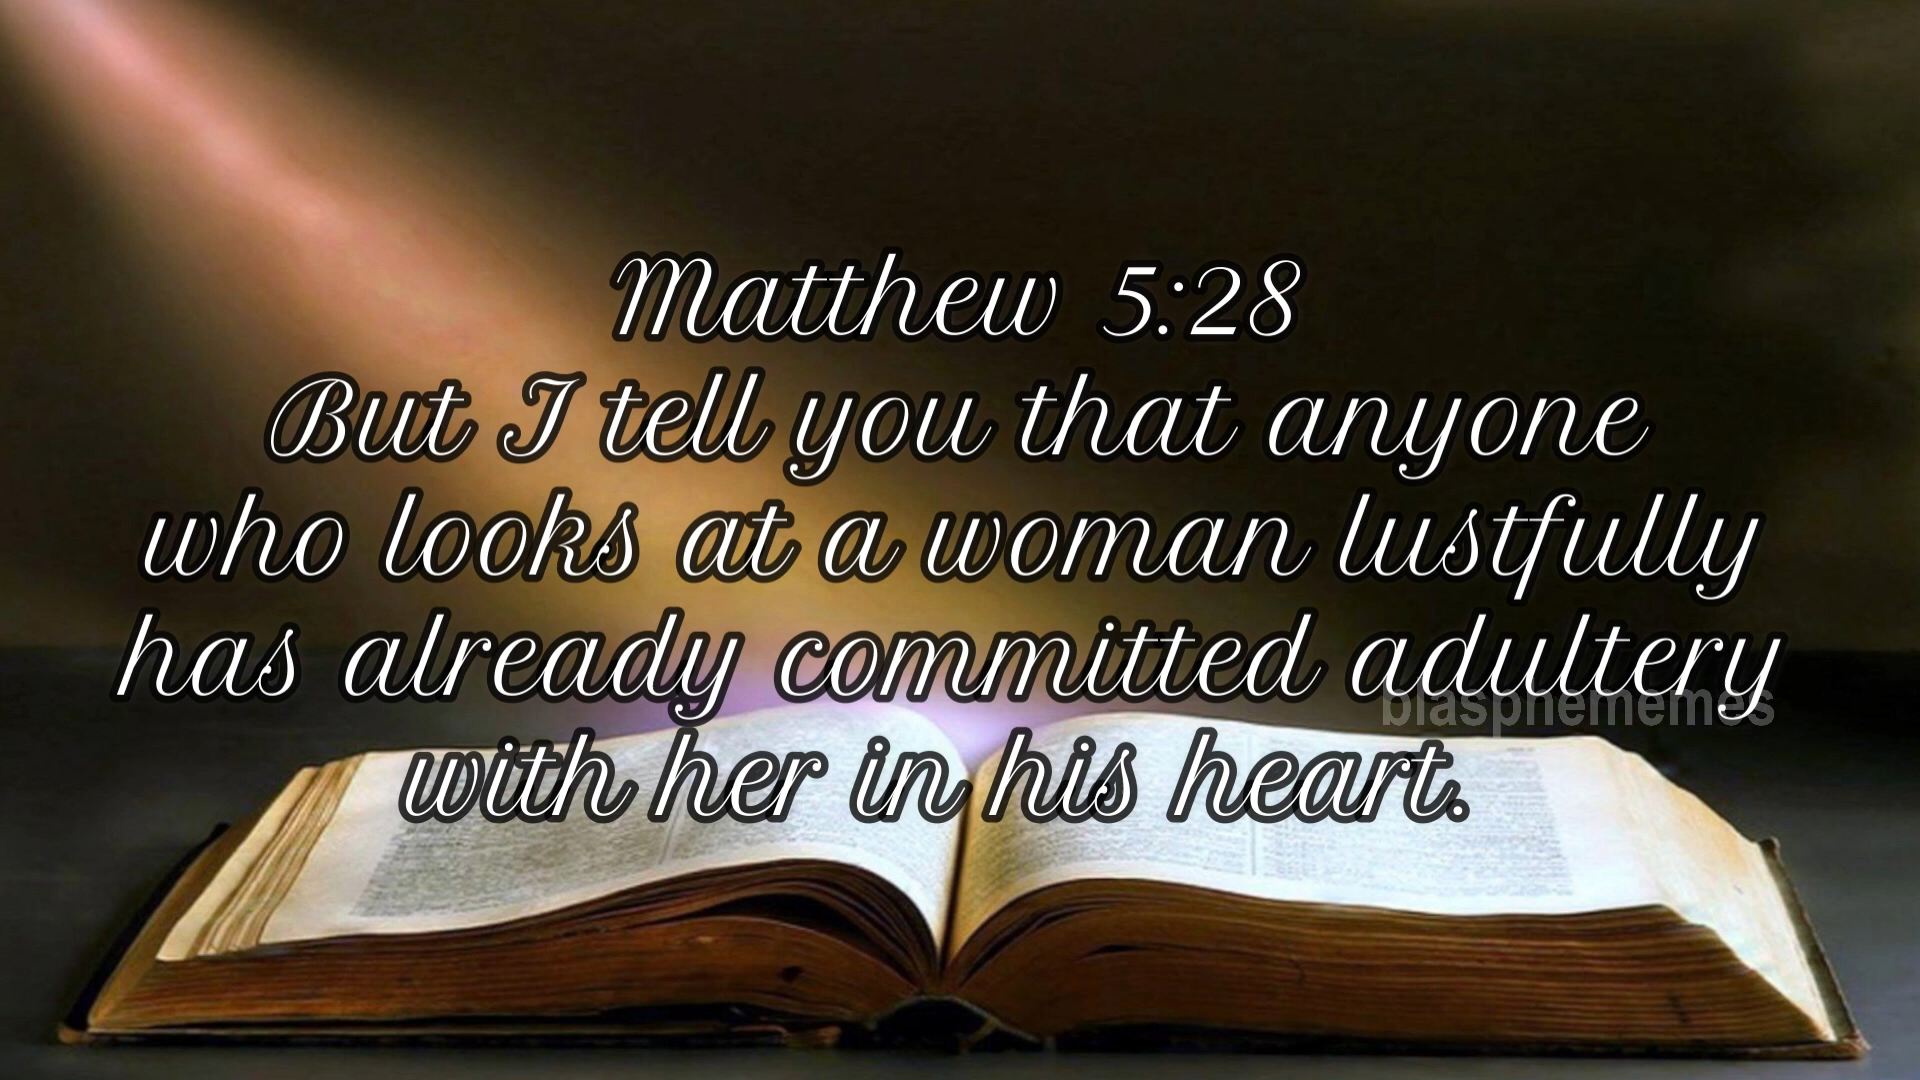 Matthew 5:28
But I tell you that anyone
who looks at a woman lustfully
has already committed adultery
blasphememes
with her in his heart.